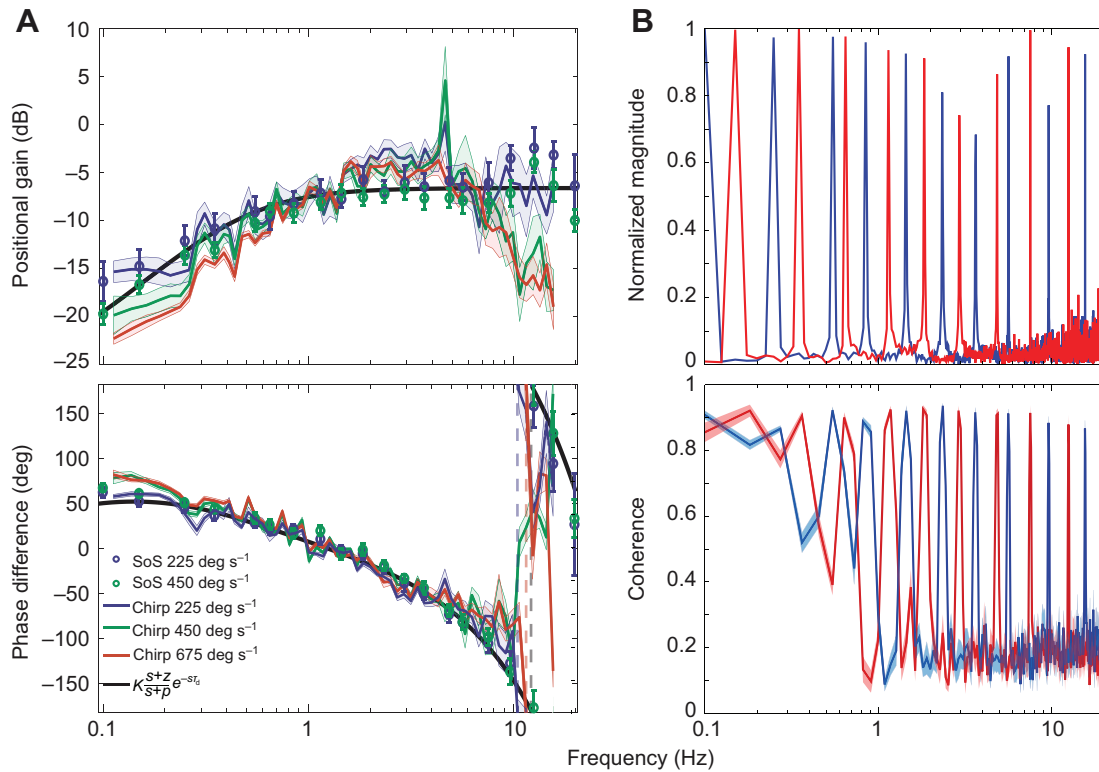 A
B
Positional gain (dB)
15
10
5
0
–5
–10
–15
–20
–25
Normalized magnitude
1
0.8
0.6
0.4
0.2
0
Phase difference (deg)
150
100
50
0
–50
–100
–150
SoS 225 deg s–1
SoS 450 deg s–1
Chirp 225 deg s–1
Chirp 450 deg s–1
Chirp 675 deg s–1
K s+z/s+p e–sτd
0.1
1
10
Coherence
1
0.8
0.6
0.4
0.2
0
0.1
1
10
Frequency (Hz)